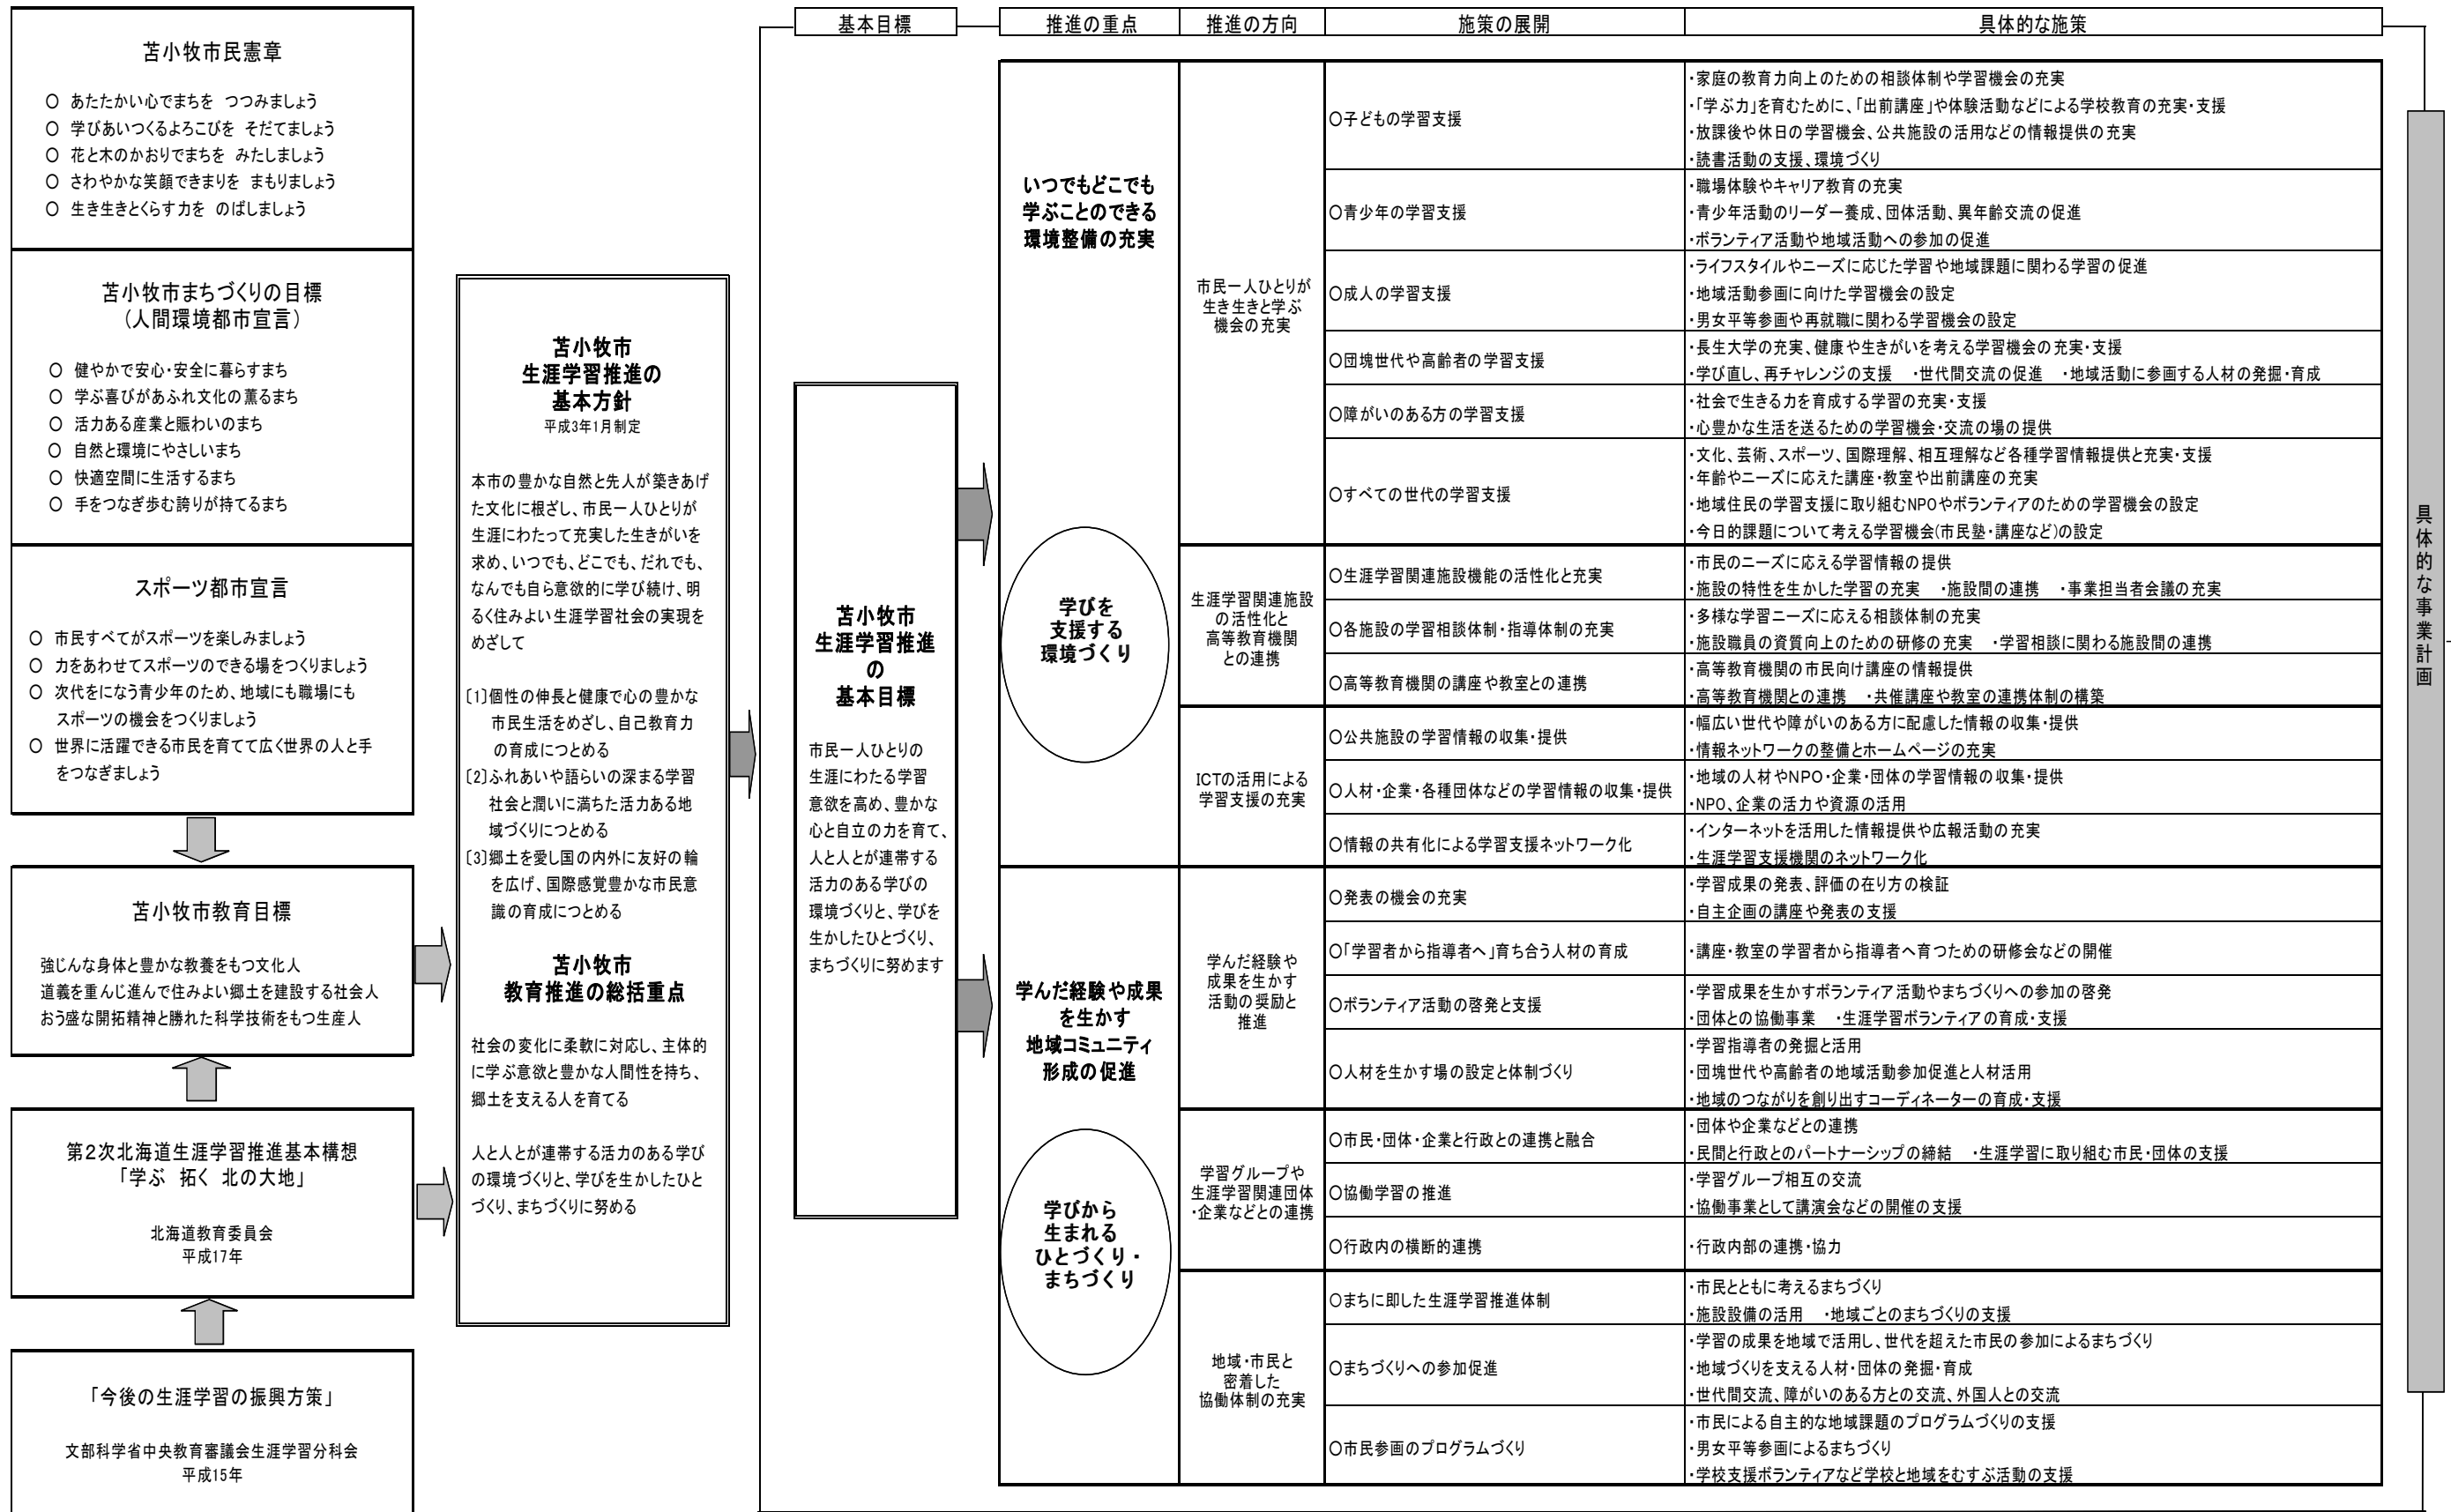 苫小牧市民憲章
○ あたたかい心でまちを つつみましょう
○ 学びあいつくるよろこびを そだてましょう
○ 花と木のかおりでまちを みたしましょう
○ さわやかな笑顔できまりを まもりましょう
○ 生き生きとくらす力を のばしましょう
苫小牧市まちづくりの目標
(人間環境都市宣言)
○ 健やかで安心・安全に暮らすまち
○ 学ぶ喜びがあふれ文化の薫るまち
○ 活力ある産業と賑わいのまち
○ 自然と環境にやさしいまち
○ 快適空間に生活するまち
○ 手をつなぎ歩む誇りが持てるまち
スポーツ都市宣言
○ 市民すべてがスポーツを楽しみましょう
○ 力をあわせてスポーツのできる場をつくりましょう
○ 次代をになう青少年のため、地域にも職場にも
スポーツの機会をつくりましょう
○ 世界に活躍できる市民を育てて広く世界の人と手
をつなぎましょう
苫小牧市教育目標
強じんな身体と豊かな教養をもつ文化人
道義を重んじ進んで住みよい郷土を建設する社会人
おう盛な開拓精神と勝れた科学技術をもつ生産人
第2次北海道生涯学習推進基本構想
「学ぶ 拓く 北の大地」
北海道教育委員会
平成17年
「今後の生涯学習の振興方策」
文部科学省中央教育審議会生涯学習分科会
平成15年
苫小牧市
生涯学習推進の
基本方針
平成3年1月制定
本市の豊かな自然と先人が築きあげ
た文化に根ざし、市民一人ひとりが
生涯にわたって充実した生きがいを
求め、いつでも、どこでも、だれでも、
なんでも自ら意欲的に学び続け、明
るく住みよい生涯学習社会の実現を
めざして
〔1〕個性の伸長と健康で心の豊かな
市民生活をめざし、自己教育力
の育成につとめる
〔2〕ふれあいや語らいの深まる学習
社会と潤いに満ちた活力ある地
域づくりにつとめる
〔3〕郷土を愛し国の内外に友好の輪
を広げ、国際感覚豊かな市民意
識の育成につとめる
苫小牧市
教育推進の総括重点
社会の変化に柔軟に対応し、主体的
に学ぶ意欲と豊かな人間性を持ち、
郷土を支える人を育てる
人と人とが連帯する活力のある学び
の環境づくりと、学びを生かしたひと
づくり、まちづくりに努める
基本目標
苫小牧市
生涯学習推進
の
基本目標
市民一人ひとりの
生涯にわたる学習
意欲を高め、豊かな
心と自立の力を育て、
人と人とが連帯する
活力のある学びの
環境づくりと、学びを
生かしたひとづくり、
まちづくりに努めます
推進の重点 推進の方向 施策の展開 具体的な施策
いつでもどこでも
学ぶことのできる
環境整備の充実
学びを
支援する
環境づくり
市民一人ひとりが
生き生きと学ぶ
機会の充実
○子どもの学習支援
・家庭の教育力向上のための相談体制や学習機会の充実
・「学ぶ力」を育むために、「出前講座」や体験活動などによる学校教育の充実・支援
・放課後や休日の学習機会、公共施設の活用などの情報提供の充実
・読書活動の支援、環境づくり
○青少年の学習支援
・職場体験やキャリア教育の充実
・青少年活動のリーダー養成、団体活動、異年齢交流の促進
・ボランティア活動や地域活動への参加の促進
○成人の学習支援
・ライフスタイルやニーズに応じた学習や地域課題に関わる学習の促進
・地域活動参画に向けた学習機会の設定
・男女平等参画や再就職に関わる学習機会の設定
○団塊世代や高齢者の学習支援
・長生大学の充実、健康や生きがいを考える学習機会の充実・支援
・学び直し、再チャレンジの支援 ・世代間交流の促進 ・地域活動に参画する人材の発掘・育成
○障がいのある方の学習支援
・社会で生きる力を育成する学習の充実・支援
・心豊かな生活を送るための学習機会・交流の場の提供
○すべての世代の学習支援
・文化、芸術、スポーツ、国際理解、相互理解など各種学習情報提供と充実・支援
・年齢やニーズに応えた講座・教室や出前講座の充実
・地域住民の学習支援に取り組むNPOやボランティアのための学習機会の設定
・今日的課題について考える学習機会(市民塾・講座など)の設定
生涯学習関連施設
の活性化と
高等教育機関
との連携
○生涯学習関連施設機能の活性化と充実
・市民のニーズに応える学習情報の提供
・施設の特性を生かした学習の充実 ・施設間の連携 ・事業担当者会議の充実
○各施設の学習相談体制・指導体制の充実
・多様な学習ニーズに応える相談体制の充実
・施設職員の資質向上のための研修の充実 ・学習相談に関わる施設間の連携
○高等教育機関の講座や教室との連携
・高等教育機関の市民向け講座の情報提供
・高等教育機関との連携 ・共催講座や教室の連携体制の構築
ICTの活用による
学習支援の充実
○公共施設の学習情報の収集・提供
・幅広い世代や障がいのある方に配慮した情報の収集・提供
・情報ネットワークの整備とホームページの充実
○人材・企業・各種団体などの学習情報の収集・提供
・地域の人材やNPO・企業・団体の学習情報の収集・提供
・NPO、企業の活力や資源の活用
○情報の共有化による学習支援ネットワーク化
・インターネットを活用した情報提供や広報活動の充実
・生涯学習支援機関のネットワーク化
学んだ経験や成果
を生かす
地域コミュニティ
形成の促進
学びから
生まれる
ひとづくり・
まちづくり
学んだ経験や
成果を生かす
活動の奨励と
推進
○発表の機会の充実
・学習成果の発表、評価の在り方の検証
・自主企画の講座や発表の支援
○「学習者から指導者へ」育ち合う人材の育成
・講座・教室の学習者から指導者へ育つための研修会などの開催
○ボランティア活動の啓発と支援
・学習成果を生かすボランティア活動やまちづくりへの参加の啓発
・団体との協働事業 ・生涯学習ボランティアの育成・支援
○人材を生かす場の設定と体制づくり
・学習指導者の発掘と活用
・団塊世代や高齢者の地域活動参加促進と人材活用
・地域のつながりを創り出すコーディネーターの育成・支援
学習グループや
生涯学習関連団体
・企業などとの連携
○市民・団体・企業と行政との連携と融合
・団体や企業などとの連携
・民間と行政とのパートナーシップの締結 ・生涯学習に取り組む市民・団体の支援
○協働学習の推進
・学習グループ相互の交流
・協働事業として講演会などの開催の支援
○行政内の横断的連携
・行政内部の連携・協力
地域・市民と
密着した
協働体制の充実
○まちに即した生涯学習推進体制
・市民とともに考えるまちづくり
・施設設備の活用 ・地域ごとのまちづくりの支援
○まちづくりへの参加促進
・学習の成果を地域で活用し、世代を超えた市民の参加によるまちづくり
・地域づくりを支える人材・団体の発掘・育成
・世代間交流、障がいのある方との交流、外国人との交流
○市民参画のプログラムづくり
・市民による自主的な地域課題のプログラムづくりの支援
・男女平等参画によるまちづくり
・学校支援ボランティアなど学校と地域をむすぶ活動の支援
具体的な事業計画